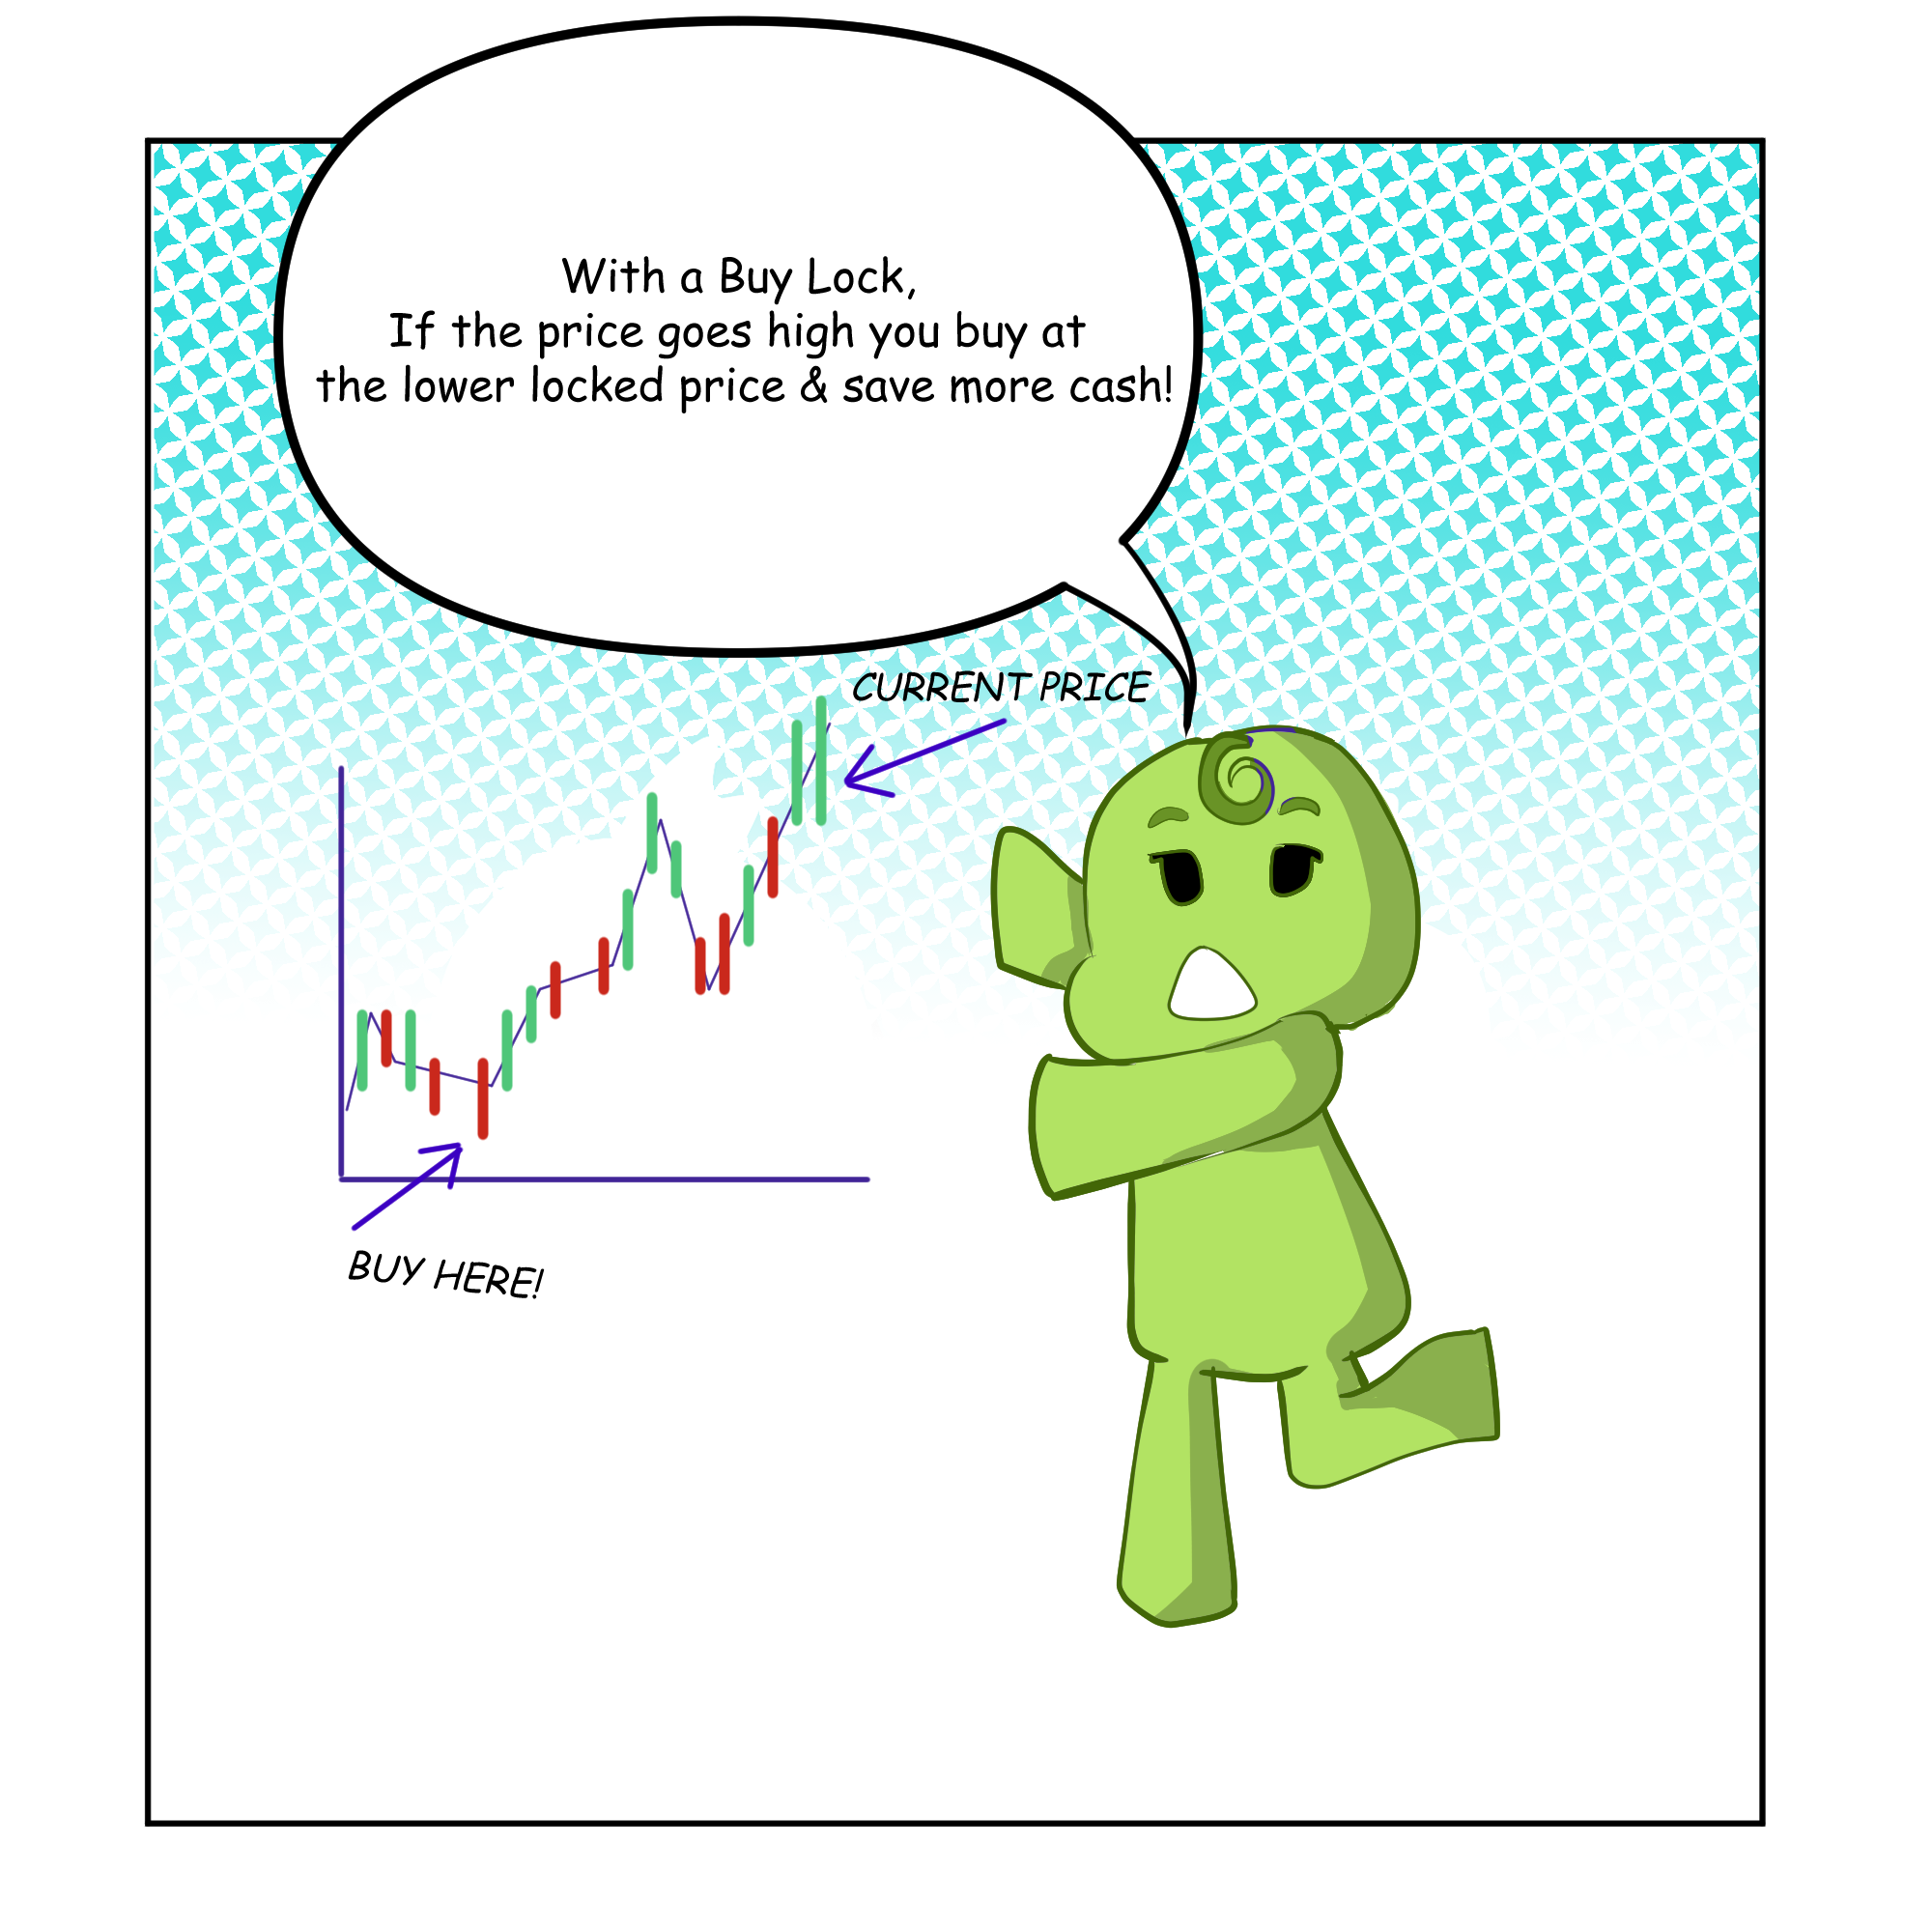 With a Buy Lock,
If the price goes high you buy at
the lower locked price & save more cash!
CURRENT PRICE
BUY HERE!